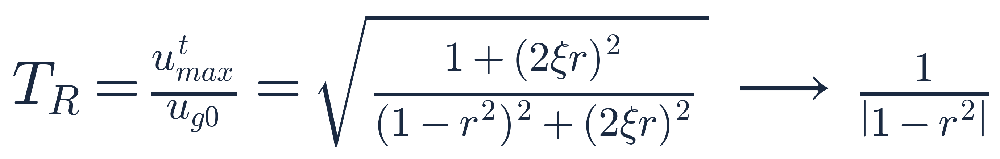 T_R = \frac{u^t_{max}}{u_{g0}} = \sqrt{\frac{1 + (2\xi r)^2}{(1 - r^2)^2 + (2\xi r)^2}} \longrightarrow \frac{1}{|1 - r^2|}